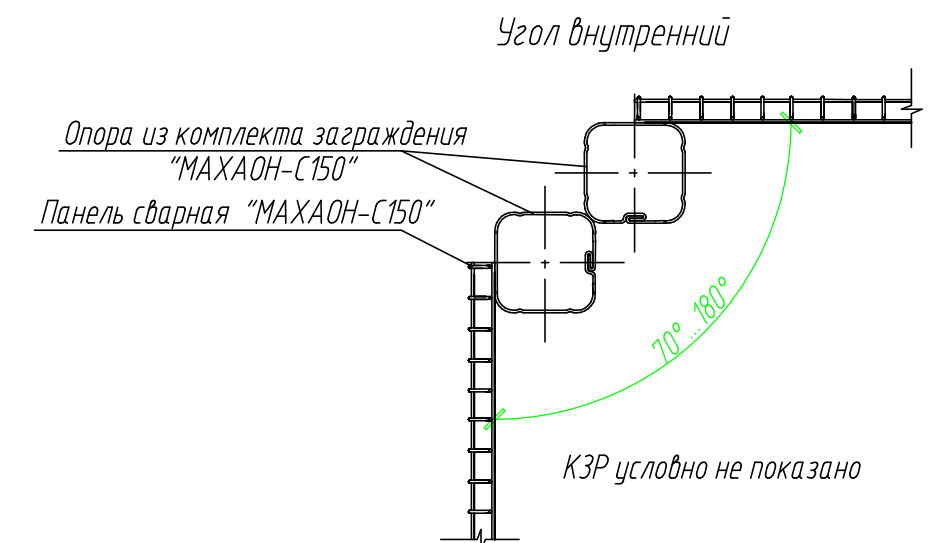 Угол внутренний
Опора из комплекта заграждения
"МАХАОН-С150"
Панель сварная "МАХАОН-С150"
70°...180°
КЗР условно не показано